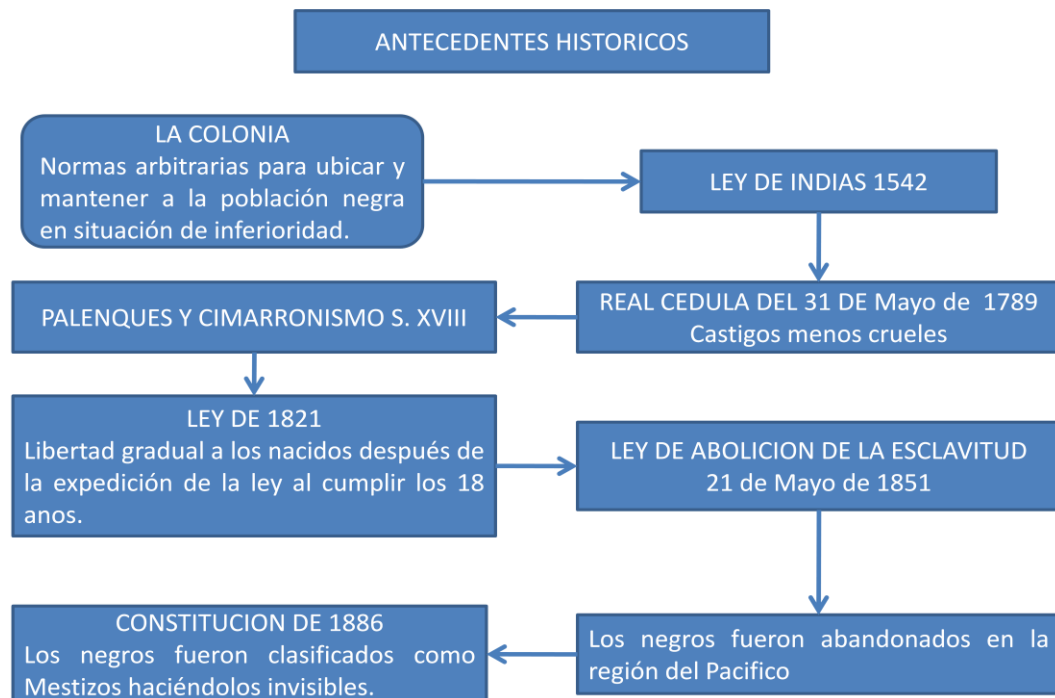 ANTECEDENTES HISTORICOS
LA COLONIA
Normas arbitrarias para ubicar y
mantener a la población negra
en situación de inferioridad.
LEY DE INDIAS 1542
REAL CEDULA DEL 31 DE Mayo de 1789
Castigos menos crueles
PALENQUES Y CIMARRONISMO S. XVIII
LEY DE 1821
Libertad gradual a los nacidos después de
la expedición de la ley al cumplir los 18
anos.
LEY DE ABOLICION DE LA ESCLAVITUD
21 de Mayo de 1851
Los negros fueron abandonados en la
región del Pacifico
CONSTITUCION DE 1886
Los negros fueron clasificados como
Mestizos haciéndolos invisibles.